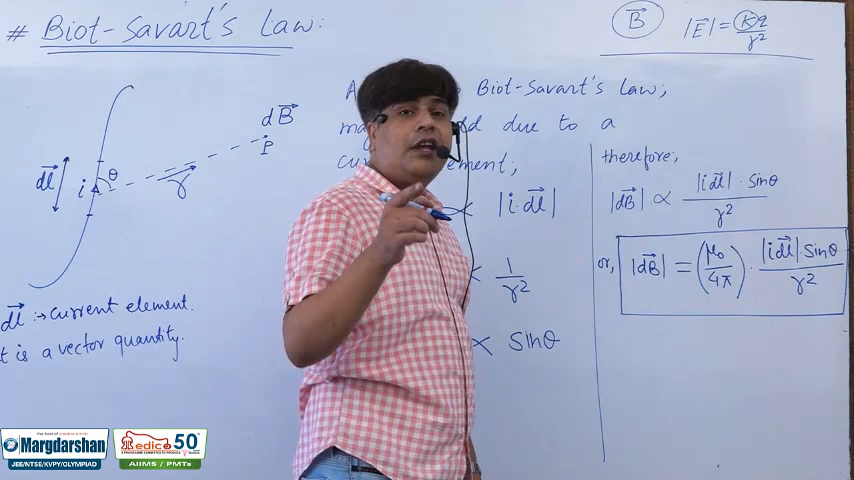 # Biot-Savart's Law:
B⃗ |E⃗| = Kq/r²
dB⃗
P
θ
dl⃗ i r⃗
Biot-Savart's Law;
due to a
|i·dl⃗|
1/r²
∝ sinθ
therefore;
|dB⃗| ∝ |idl⃗|·sinθ/r²
or, |dB⃗| = (μ₀/4π)·|idl⃗|·sinθ/r²
dl⃗ :→ current element.
is a vector quantity.
Margdarshan
JEE/NTSE/KVPY/OLYMPIAD
Medico 50
AIIMS / PMTs